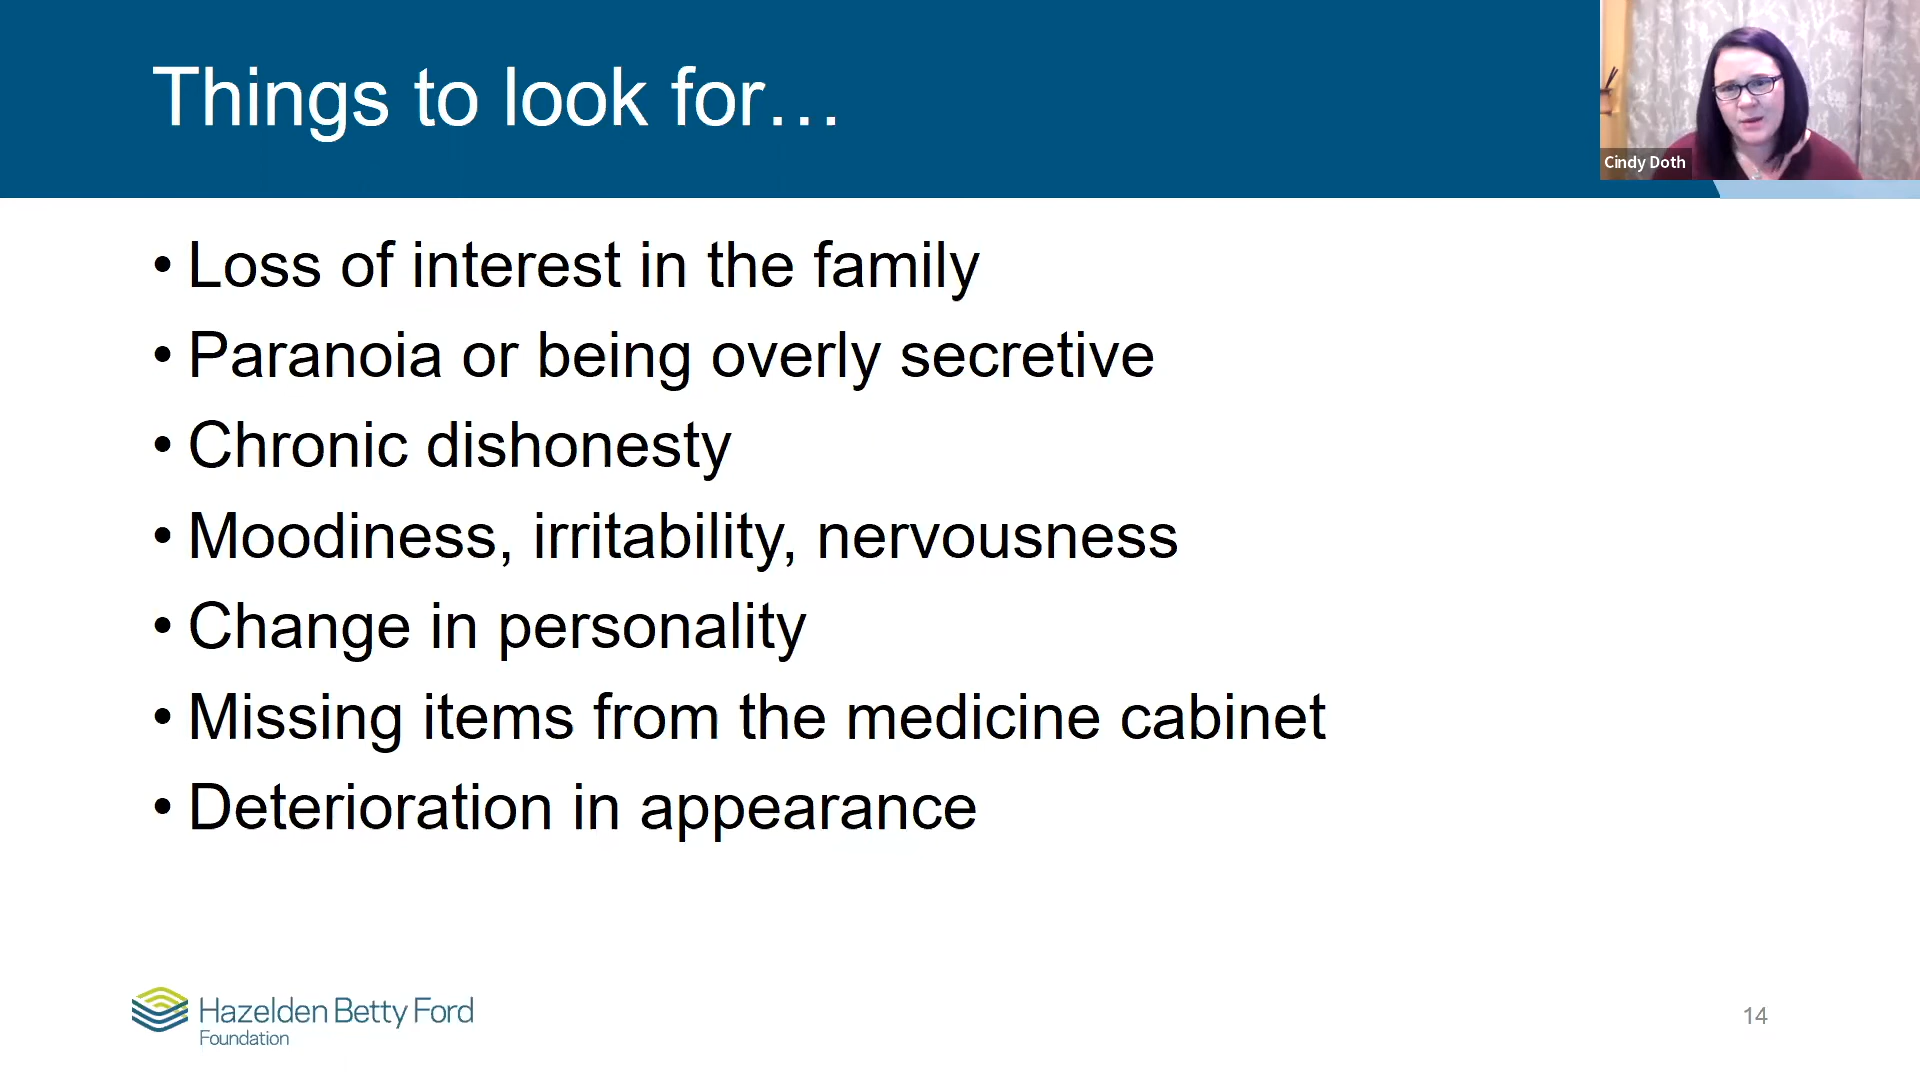 Things to look for…
Cindy Doth
• Loss of interest in the family
• Paranoia or being overly secretive
• Chronic dishonesty
• Moodiness, irritability, nervousness
• Change in personality
• Missing items from the medicine cabinet
• Deterioration in appearance
Hazelden Betty Ford
Foundation
14